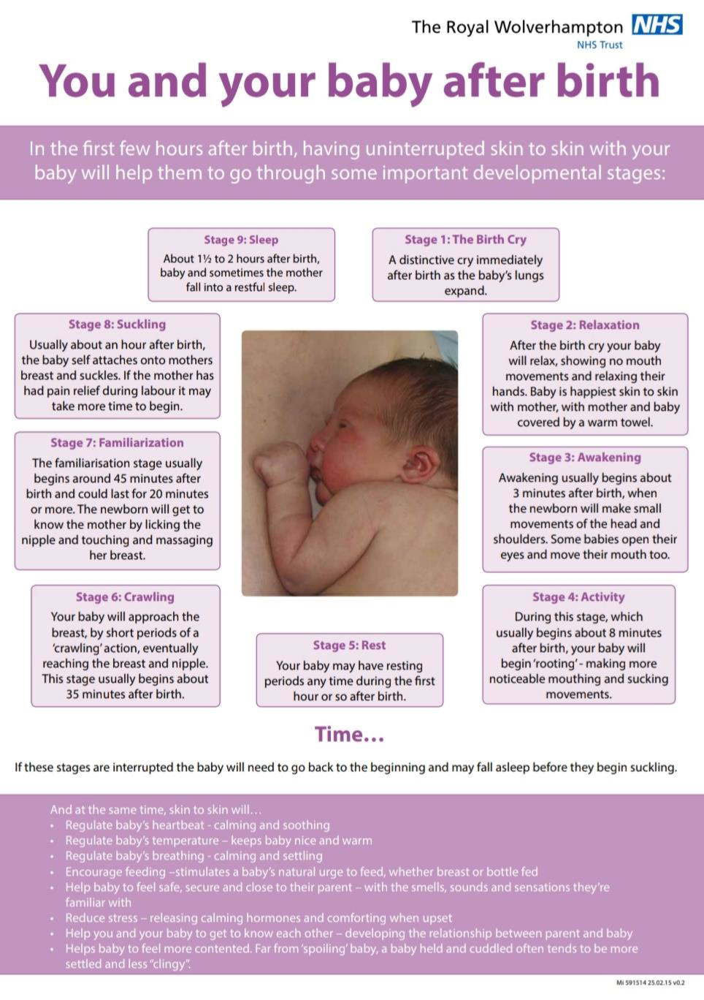 The Royal Wolverhampton NHS
NHS Trust
You and your baby after birth
In the first few hours after birth, having uninterrupted skin to skin with your
baby will help them to go through some important developmental stages:
Stage 1: The Birth Cry
A distinctive cry immediately
after birth as the baby's lungs
expand.
Stage 2: Relaxation
After the birth cry your baby
will relax, showing no mouth
movements and relaxing their
hands. Baby is happiest skin to skin
with mother, with mother and baby
covered by a warm towel.
Stage 3: Awakening
Awakening usually begins about
3 minutes after birth, when
the newborn will make small
movements of the head and
shoulders. Some babies open their
eyes and move their mouth too.
Stage 4: Activity
During this stage, which
usually begins about 8 minutes
after birth, your baby will
begin 'rooting' - making more
noticeable mouthing and sucking
movements.
Stage 5: Rest
Your baby may have resting
periods any time during the first
hour or so after birth.
Stage 6: Crawling
Your baby will approach the
breast, by short periods of a
'crawling' action, eventually
reaching the breast and nipple.
This stage usually begins about
35 minutes after birth.
Stage 7: Familiarization
The familiarisation stage usually
begins around 45 minutes after
birth and could last for 20 minutes
or more. The newborn will get to
know the mother by licking the
nipple and touching and massaging
her breast.
Stage 8: Suckling
Usually about an hour after birth,
the baby self attaches onto mothers
breast and suckles. If the mother has
had pain relief during labour it may
take more time to begin.
Stage 9: Sleep
About 1½ to 2 hours after birth,
baby and sometimes the mother
fall into a restful sleep.
Time...
If these stages are interrupted the baby will need to go back to the beginning and may fall asleep before they begin suckling.
And at the same time, skin to skin will...
• Regulate baby's heartbeat - calming and soothing
• Regulate baby's temperature – keeps baby nice and warm
• Regulate baby's breathing - calming and settling
• Encourage feeding –stimulates a baby's natural urge to feed, whether breast or bottle fed
• Help baby to feel safe, secure and close to their parent – with the smells, sounds and sensations they're
familiar with
• Reduce stress – releasing calming hormones and comforting when upset
• Help you and your baby to get to know each other – developing the relationship between parent and baby
• Helps baby to feel more contented. Far from 'spoiling' baby, a baby held and cuddled often tends to be more
settled and less "clingy".
Mi 591514 25.02.15 v0.2